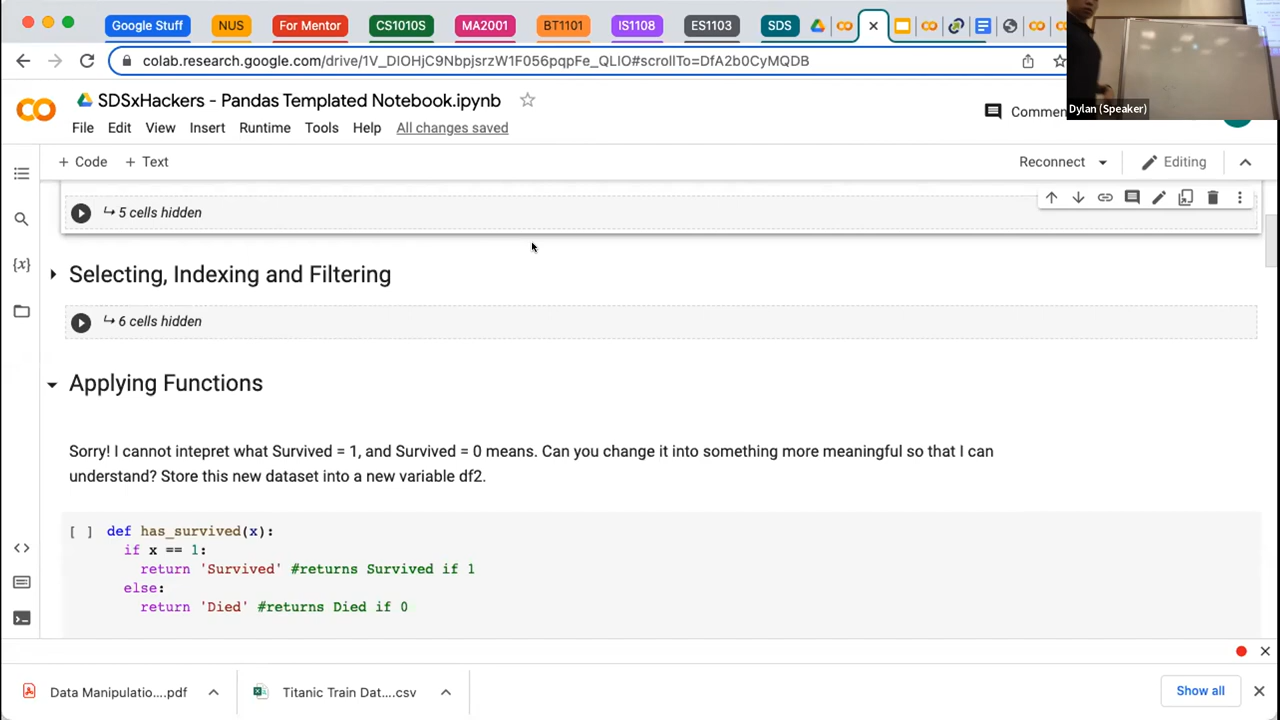 Google Stuff
NUS
For Mentor
CS1010S
MA2001
BT1101
IS1108
ES1103
SDS
colab.research.google.com/drive/1V_DIOHjC9NbpjsrzW1F056pqpFe_QLIO#scrollTo=DfA2b0CyMQDB
Dylan (Speaker)
SDSxHackers - Pandas Templated Notebook.ipynb
File Edit View Insert Runtime Tools Help All changes saved
Commen
+ Code + Text
Reconnect
Editing
5 cells hidden
Selecting, Indexing and Filtering
6 cells hidden
Applying Functions
Sorry! I cannot intepret what Survived = 1, and Survived = 0 means. Can you change it into something more meaningful so that I can
understand? Store this new dataset into a new variable df2.
[ ] def has_survived(x):
if x == 1:
return 'Survived' #returns Survived if 1
else:
return 'Died' #returns Died if 0
Data Manipulatio....pdf
Titanic Train Dat....csv
Show all